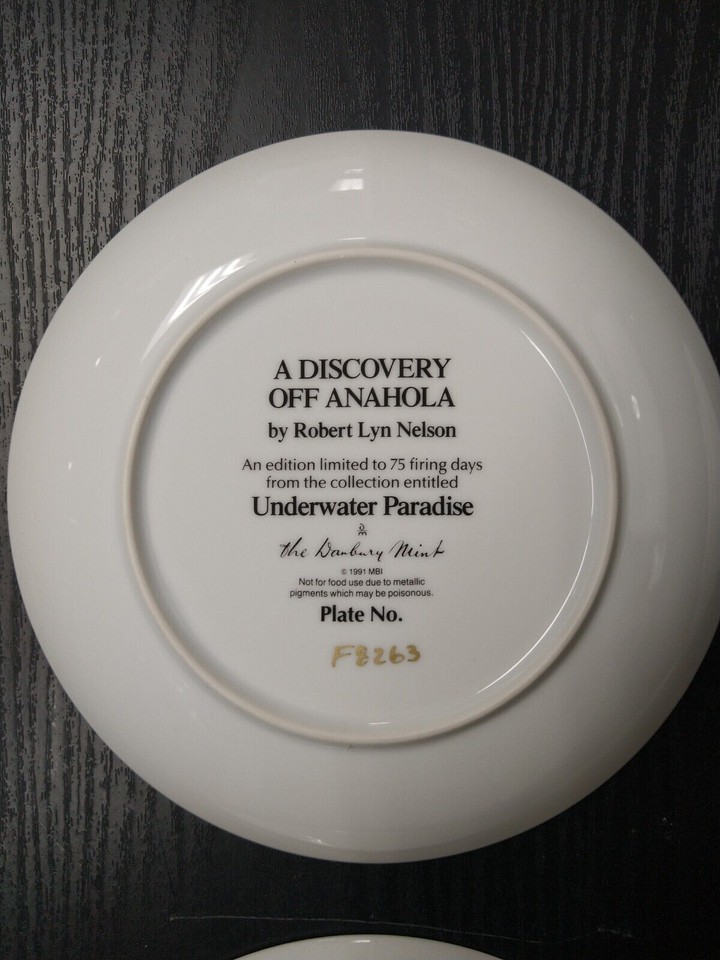 A DISCOVERY
OFF ANAHOLA
by Robert Lyn Nelson
An edition limited to 75 firing days
from the collection entitled
Underwater Paradise
the Danbury Mint
© 1991 MBI
Not for food use due to metallic
pigments which may be poisonous.
Plate No.
F8263